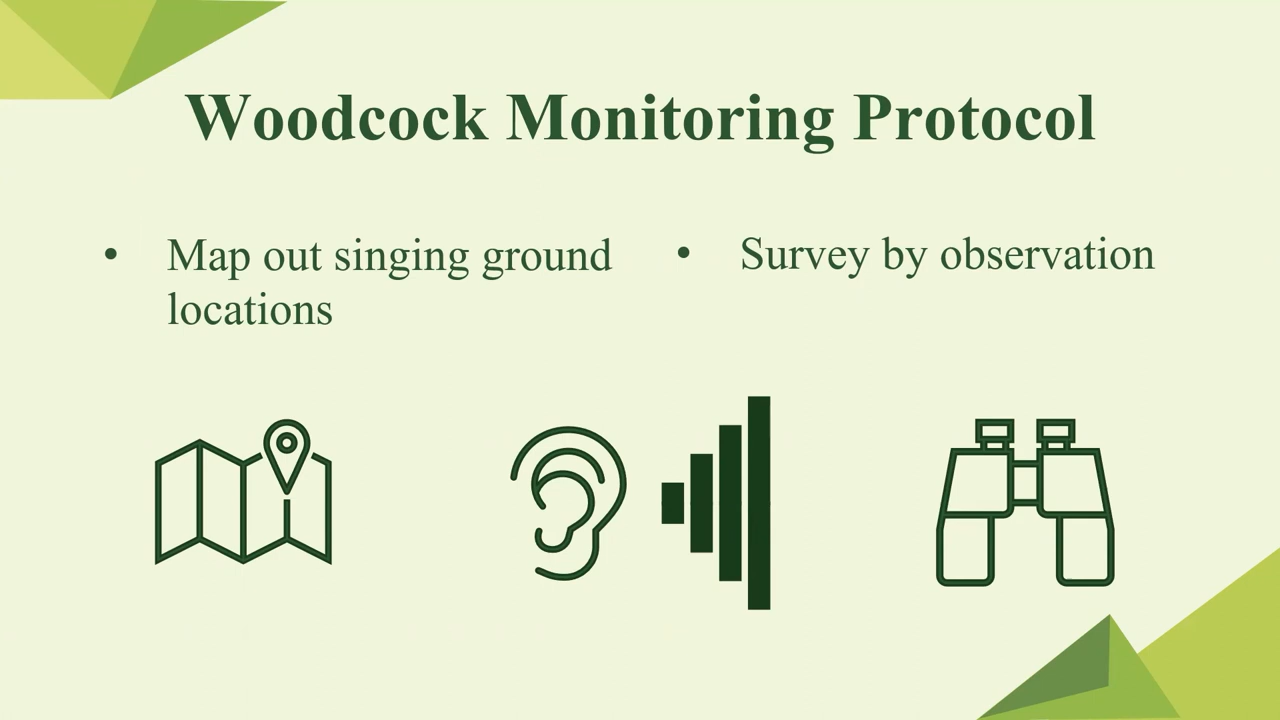 Woodcock Monitoring Protocol
• Map out singing ground
locations
• Survey by observation